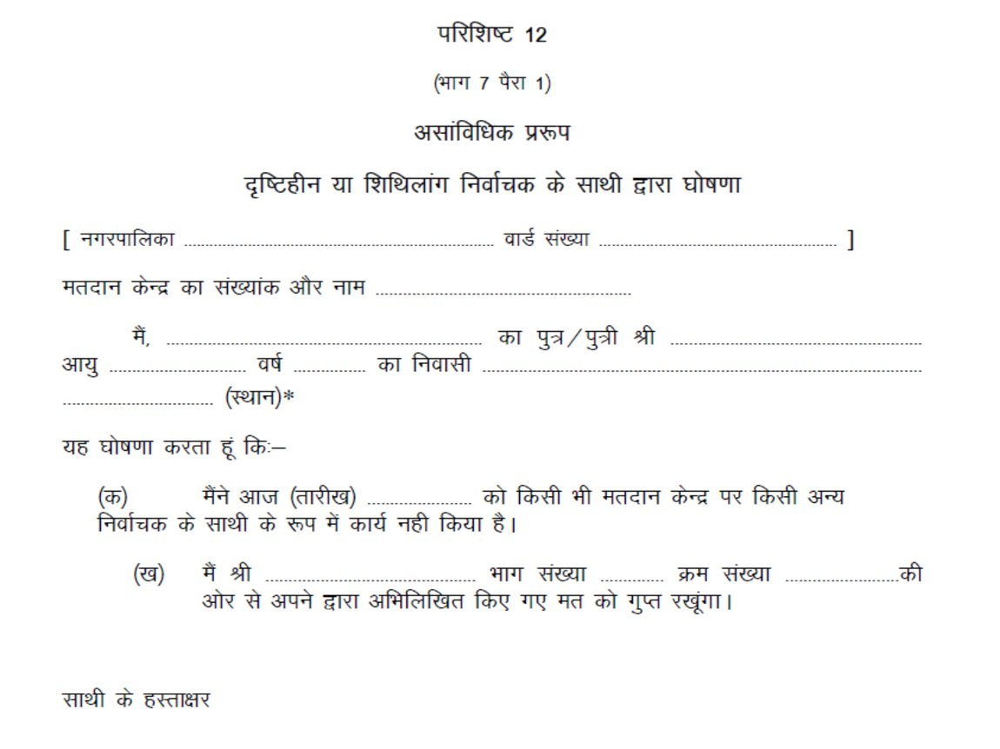 परिशिष्ट 12
(भाग 7 पैरा 1)
असांविधिक प्ररूप
दृष्टिहीन या शिथिलांग निर्वाचक के साथी द्वारा घोषणा
[ नगरपालिका ........................ वार्ड संख्या ........................ ]
मतदान केन्द्र का संख्यांक और नाम ........................
मैं, ........................ का पुत्र/पुत्री श्री ........................
आयु ............ वर्ष ............ का निवासी ........................
............ (स्थान)*
यह घोषणा करता हूं किः–
(क) मैंने आज (तारीख) ............ को किसी भी मतदान केन्द्र पर किसी अन्य
निर्वाचक के साथी के रूप में कार्य नही किया है।
(ख) मैं श्री ........................ भाग संख्या ............ क्रम संख्या ............की
ओर से अपने द्वारा अभिलिखित किए गए मत को गुप्त रखूंगा।
साथी के हस्ताक्षर